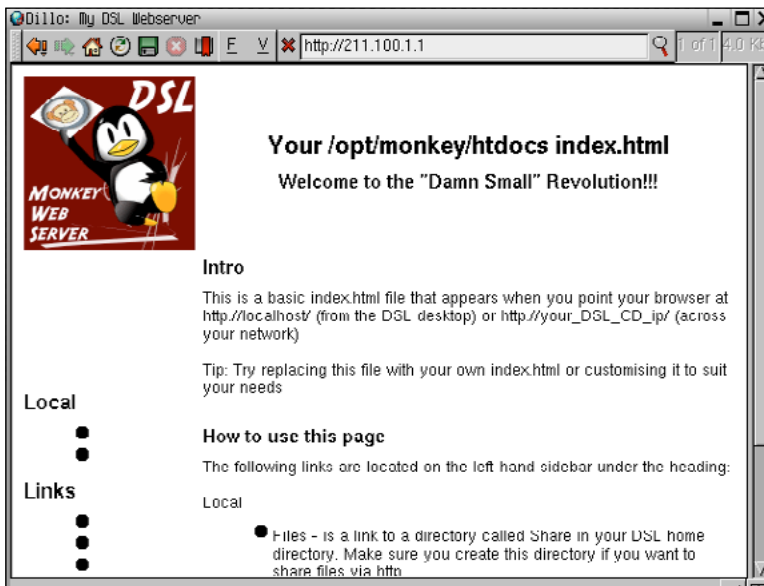 Dillo: My DSL Webserver
F V http://211.100.1.1 1 of 1 4.0 Kb
DSL
MONKEY
WEB
SERVER
Your /opt/monkey/htdocs index.html
Welcome to the "Damn Small" Revolution!!!
Intro
This is a basic index.html file that appears when you point your browser at
http://localhost/ (from the DSL desktop) or http://your_DSL_CD_ip/ (across
your network)
Tip: Try replacing this file with your own index.html or customising it to suit
your needs
Local
Links
How to use this page
The following links are located on the left hand sidebar under the heading:
Local
Files - is a link to a directory called Share in your DSL home
directory. Make sure you create this directory if you want to
share files via http